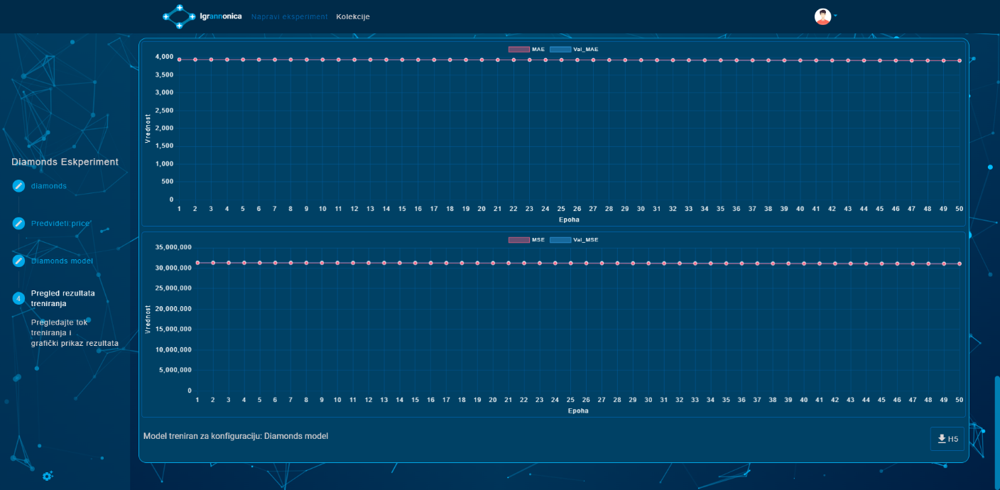 Igrannonica Napravi eksperiment Kolekcije
Diamonds Eskperiment
diamonds
Predvideti:price
Diamonds model
4
Pregled rezultata
treniranja
Pregledajte tok
treniranja i
grafički prikaz rezultata
MAE Val_MAE
4,000
3,500
3,000
2,500
2,000
1,500
1,000
500
0
Vrednost
1 2 3 4 5 6 7 8 9 10 11 12 13 14 15 16 17 18 19 20 21 22 23 24 25 26 27 28 29 30 31 32 33 34 35 36 37 38 39 40 41 42 43 44 45 46 47 48 49 50
Epoha
MSE Val_MSE
35,000,000
30,000,000
25,000,000
20,000,000
15,000,000
10,000,000
5,000,000
0
Vrednost
1 2 3 4 5 6 7 8 9 10 11 12 13 14 15 16 17 18 19 20 21 22 23 24 25 26 27 28 29 30 31 32 33 34 35 36 37 38 39 40 41 42 43 44 45 46 47 48 49 50
Epoha
Model treniran za konfiguraciju: Diamonds model
H5